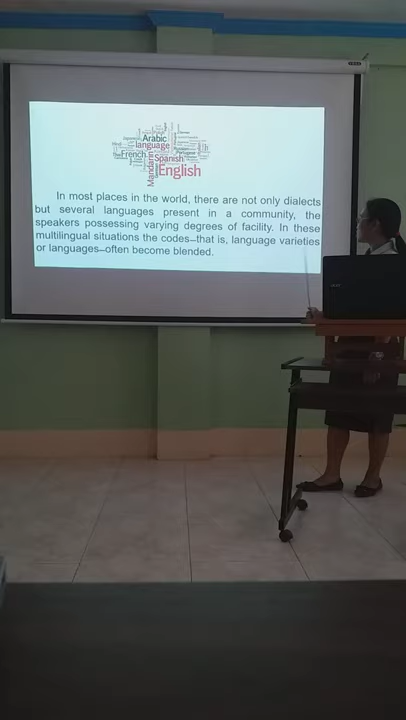 Arabic
language
French
Spanish
Mandarin
English
In most places in the world, there are not only dialects
but several languages present in a community, the
speakers possessing varying degrees of facility. In these
multilingual situations the codes–that is, language varieties
or languages–often become blended.